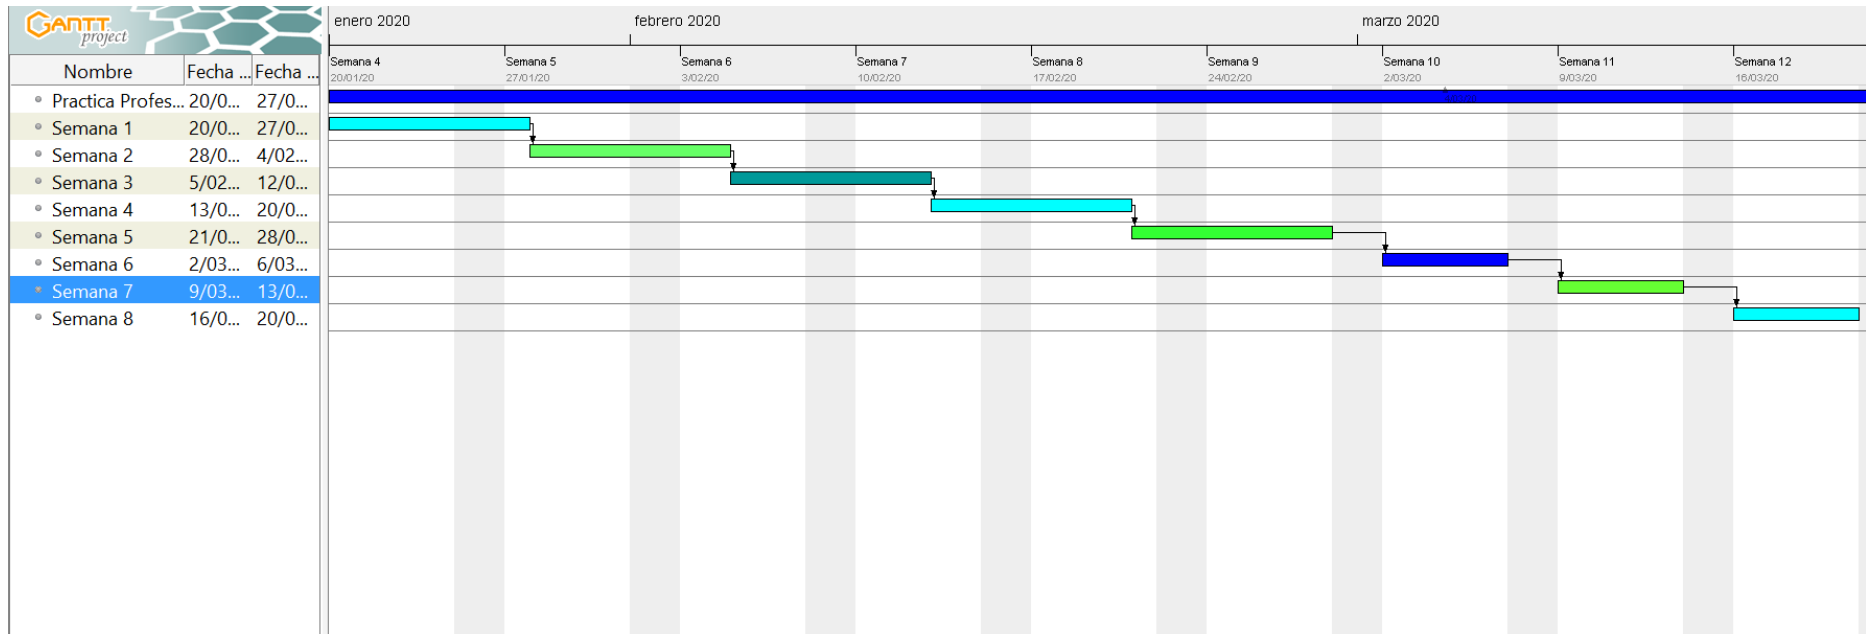 GANTT
project
enero 2020 febrero 2020 marzo 2020
Nombre Fecha ... Fecha ...
Semana 4 Semana 5 Semana 6 Semana 7 Semana 8 Semana 9 Semana 10 Semana 11 Semana 12
20/01/20 27/01/20 3/02/20 10/02/20 17/02/20 24/02/20 2/03/20 9/03/20 16/03/20
Practica Profes... 20/0... 27/0...
Semana 1 20/0... 27/0...
Semana 2 28/0... 4/02...
Semana 3 5/02... 12/0...
Semana 4 13/0... 20/0...
Semana 5 21/0... 28/0...
Semana 6 2/03... 6/03...
Semana 7 9/03... 13/0...
Semana 8 16/0... 20/0...